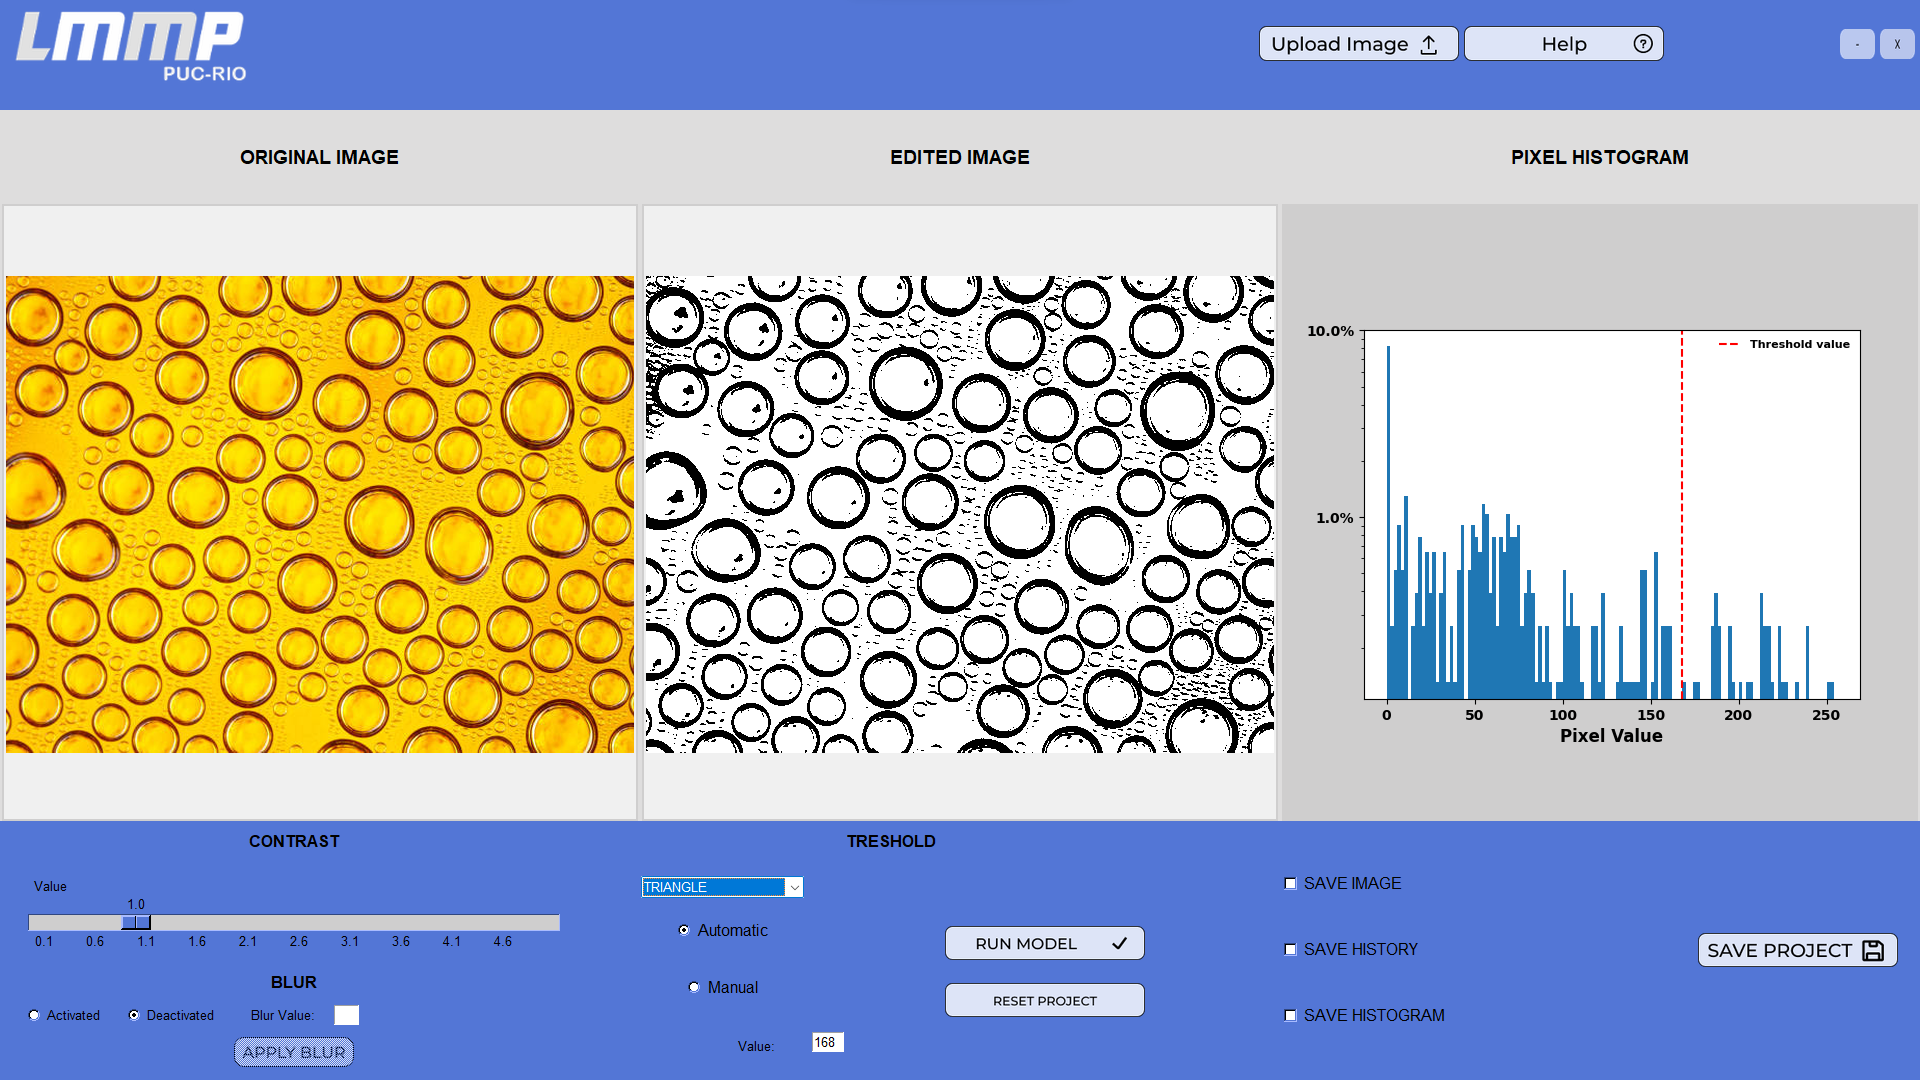 LMMP
PUC-RIO
Upload Image
Help
?
-
X
ORIGINAL IMAGE
EDITED IMAGE
PIXEL HISTOGRAM
10.0%
1.0%
Threshold value
0 50 100 150 200 250
Pixel Value
CONTRAST
Value
1.0
0.1 0.6 1.1 1.6 2.1 2.6 3.1 3.6 4.1 4.6
BLUR
Activated Deactivated Blur Value:
APPLY BLUR
TRESHOLD
TRIANGLE
Automatic
Manual
Value: 168
RUN MODEL
RESET PROJECT
SAVE IMAGE
SAVE HISTORY
SAVE HISTOGRAM
SAVE PROJECT